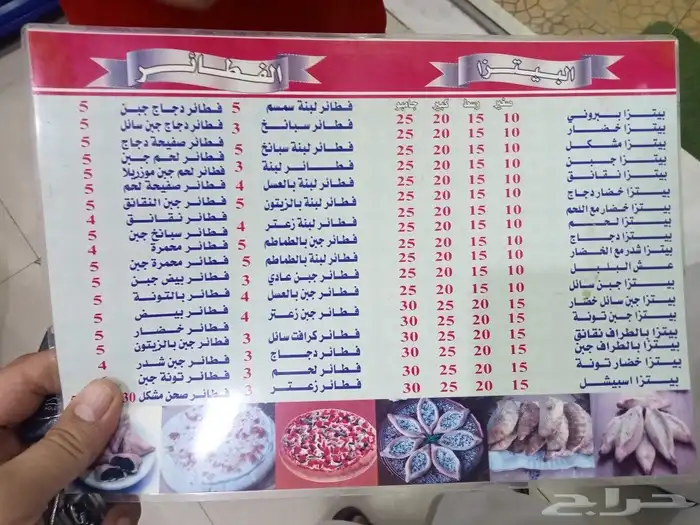 البيتزا
صغير وسط كبير جامبو
بيتزا بيروني 10 15 20 25
بيتزا خضار 10 15 20 25
بيتزا مشكل 10 15 20 25
بيتزا جبن 10 15 20 25
بيتزا نقانق 10 15 20 25
بيتزا خضار دجاج 10 15 20 25
بيتزا خضار مع اللحم 10 15 20 25
بيتزا لحم 10 15 20 25
بيتزا دجاج 10 15 20 25
بيتزا شدر مع الخضار 10 15 20 25
عش البلبل 10 15 20 25
بيتزا جبن سائل 10 15 20 25
بيتزا جبن سائل خضار 15 20 25 30
بيتزا جبن تونة 15 20 25 30
بيتزا بالطراف نقانق 15 20 25 30
بيتزا بالطراف جبن 15 20 25 30
بيتزا خضار تونة 15 20 25 30
بيتزا اسبيشل 15 20 25 30
الفطائر
فطائر لبنة سمسم 5
فطائر سبانخ 3
فطائر لبنة سبانخ 5
فطائر لبنة 3
فطائر لبنة بالعسل 4
فطائر لبنة بالزيتون 5
فطائر لبنة زعتر 4
فطائر جبن بالطماطم 5
فطائر لبنة بالطماطم 5
فطائر جبن عادي 3
فطائر جبن بالعسل 4
فطائر جبن زعتر 4
فطائر كرافت سائل 3
فطائر دجاج 3
فطائر لحم 3
فطائر زعتر 3
فطائر دجاج جبن 5
فطائر دجاج جبن سائل 5
فطائر صفيحة دجاج 5
فطائر لحم جبن 5
فطائر لحم جبن موزريلا 5
فطائر صفيحة لحم 5
فطائر جبن النقانق 5
فطائر نقانق 4
فطائر سبانخ جبن 5
فطائر محمرة 4
فطائر محمرة جبن 5
فطائر بيض جبن 5
فطائر بالتونة 5
فطائر بيض 5
فطائر خضار 5
فطائر جبن بالزيتون 5
فطائر جبن شدر 4
فطائر تونة جبن
فطائر صحن مشكل 30
حراج